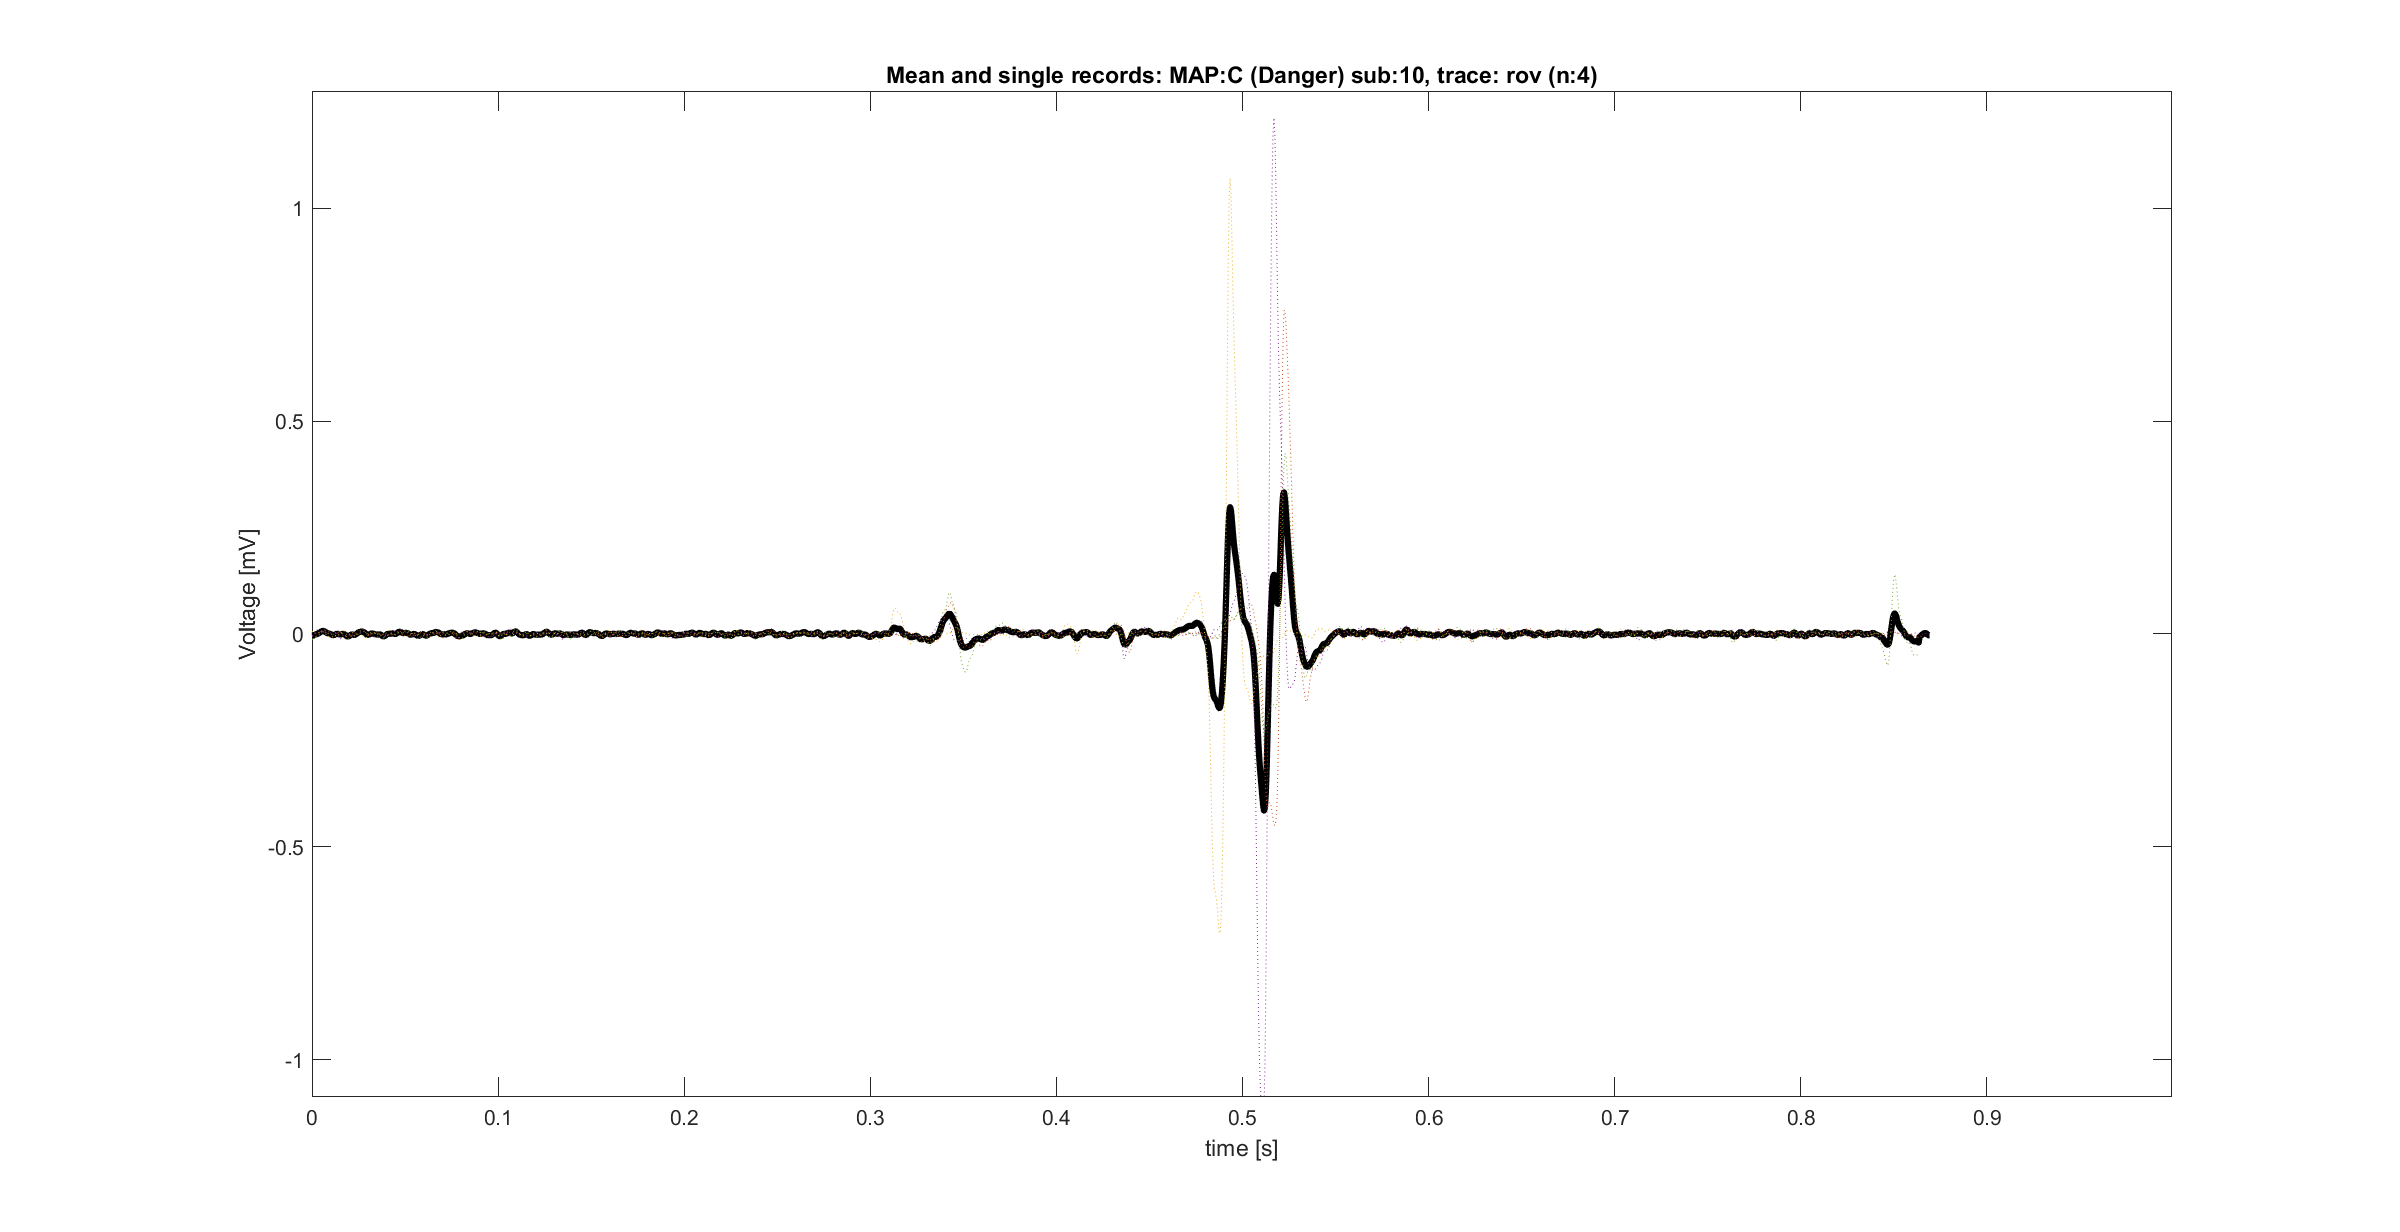 Mean and single records: MAP:C (Danger) sub:10, trace: rov (n:4)
1
0.5
0
-0.5
-1
Voltage [mV]
0 0.1 0.2 0.3 0.4 0.5 0.6 0.7 0.8 0.9
time [s]